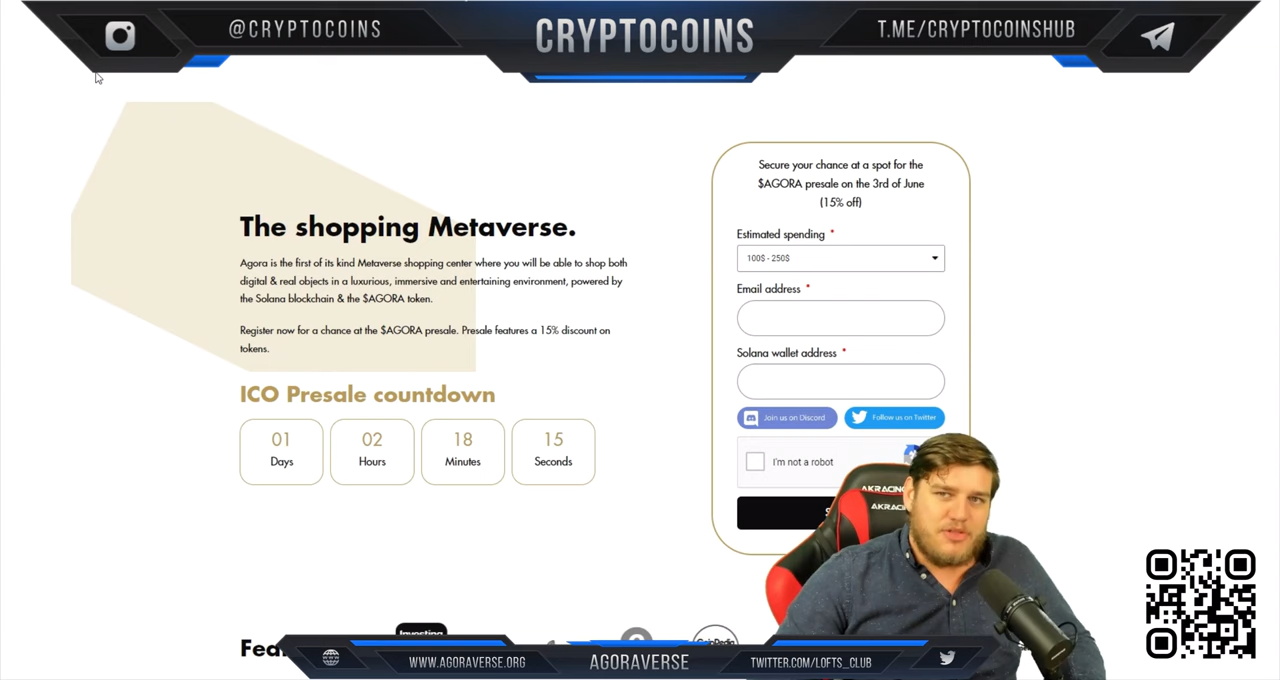 @CRYPTOCOINS
CRYPTOCOINS
T.ME/CRYPTOCOINSHUB
The shopping Metaverse.
Agora is the first of its kind Metaverse shopping center where you will be able to shop both
digital & real objects in a luxurious, immersive and entertaining environment, powered by
the Solana blockchain & the $AGORA token.
Register now for a chance at the $AGORA presale. Presale features a 15% discount on
tokens.
ICO Presale countdown
01
Days
02
Hours
18
Minutes
15
Seconds
Secure your chance at a spot for the
$AGORA presale on the 3rd of June
(15% off)
Estimated spending *
100$ - 250$
Email address *
Solana wallet address *
Join us on Discord
Follow us on Twitter
I'm not a robot
AKRACING
AKRACING
Investing
CoinPedia
WWW.AGORAVERSE.ORG
AGORAVERSE
TWITTER.COM/LOFTS_CLUB